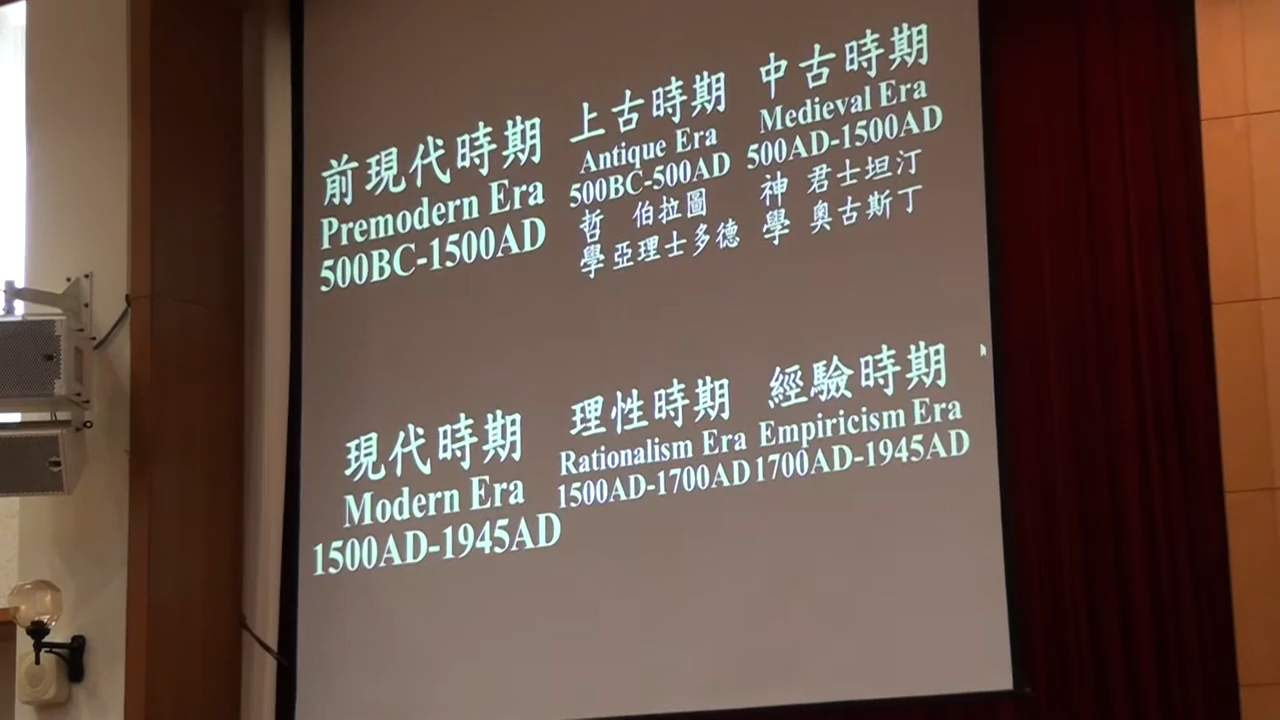 前現代時期
Premodern Era
500BC-1500AD
上古時期
Antique Era
500BC-500AD
哲 伯拉圖
學 亞理士多德
中古時期
Medieval Era
500AD-1500AD
神 君士坦汀
學 奧古斯丁
現代時期
Modern Era
1500AD-1945AD
理性時期
Rationalism Era
1500AD-1700AD
經驗時期
Empiricism Era
1700AD-1945AD